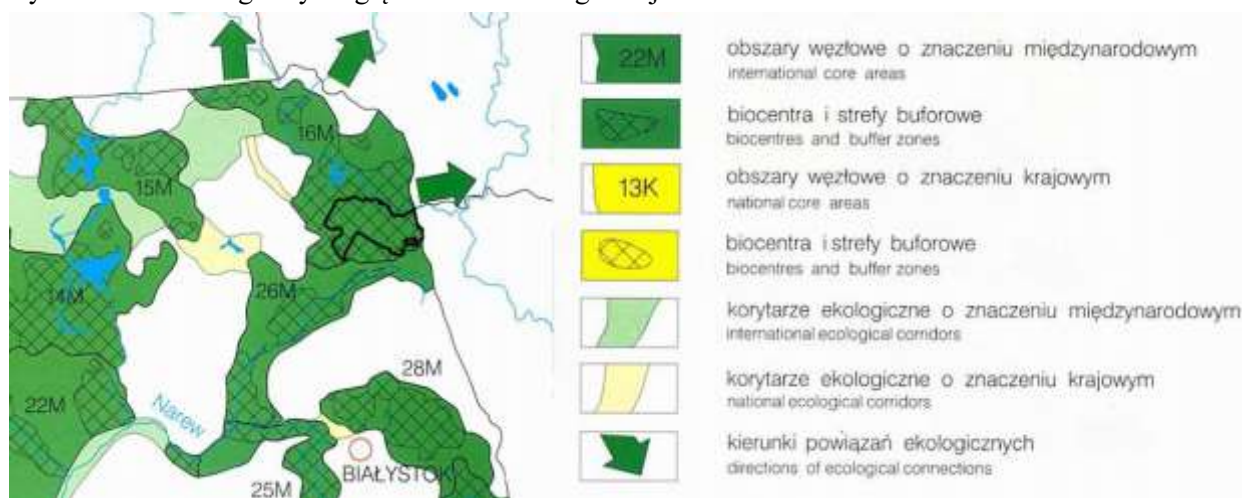 16M
15M
14M
26M
28M
22M
Narew
BIAŁYSTOK
25M
22M
obszary węzłowe o znaczeniu międzynarodowym
international core areas
biocentra i strefy buforowe
biocentres and buffer zones
13K
obszary węzłowe o znaczeniu krajowym
national core areas
biocentra i strefy buforowe
biocentres and buffer zones
korytarze ekologiczne o znaczeniu międzynarodowym
international ecological corridors
korytarze ekologiczne o znaczeniu krajowym
national ecological corridors
kierunki powiązań ekologicznych
directions of ecological connections